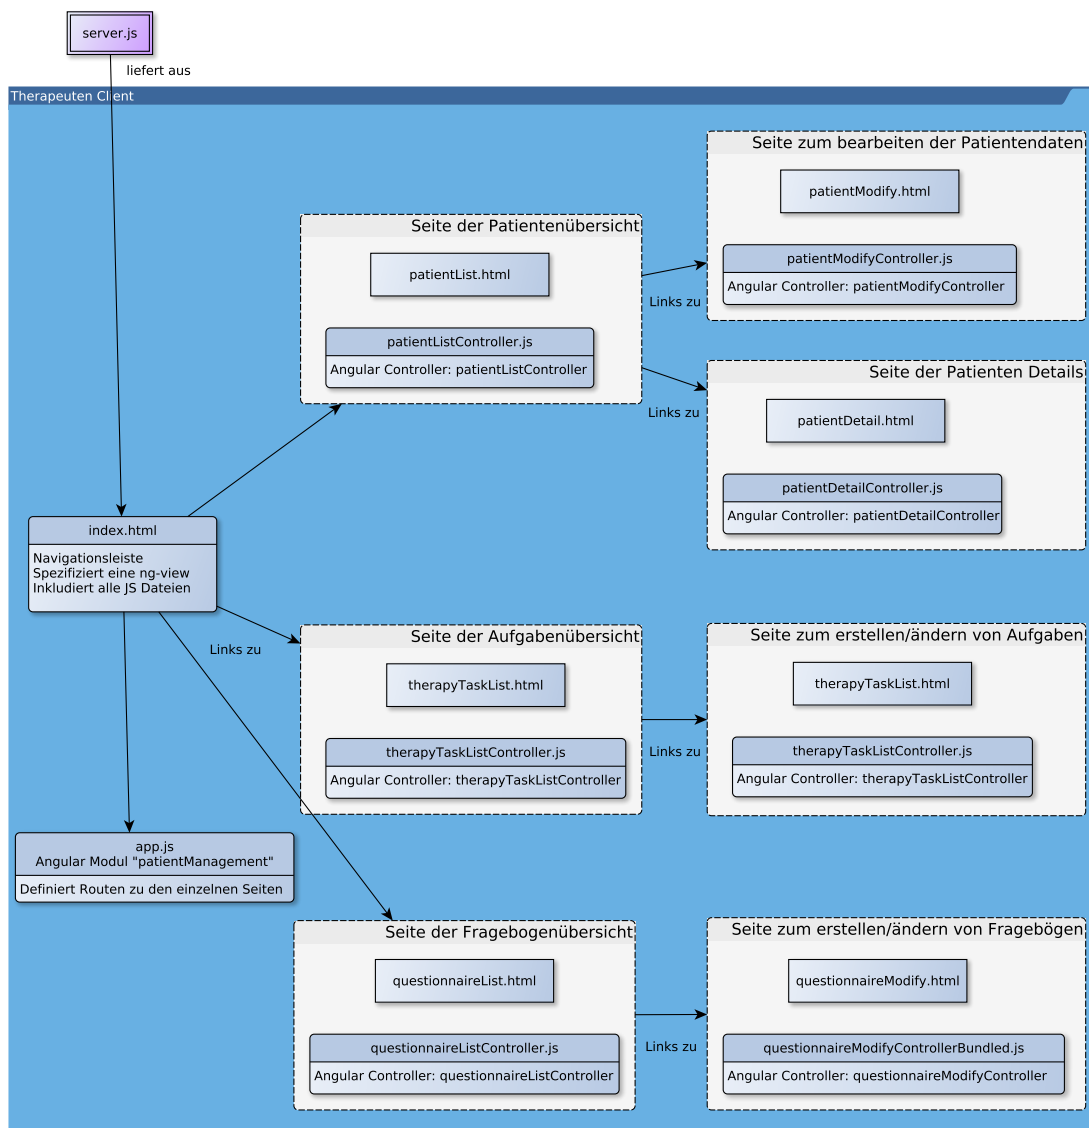 server.js
liefert aus
Therapeuten Client
Seite zum bearbeiten der Patientendaten
patientModify.html
patientModifyController.js
Angular Controller: patientModifyController
Seite der Patientenübersicht
patientList.html
patientListController.js
Angular Controller: patientListController
Links zu
Links zu
Seite der Patienten Details
patientDetail.html
patientDetailController.js
Angular Controller: patientDetailController
index.html
Navigationsleiste
Spezifiziert eine ng-view
Inkludiert alle JS Dateien
Links zu
Seite der Aufgabenübersicht
therapyTaskList.html
therapyTaskListController.js
Angular Controller: therapyTaskListController
Links zu
Seite zum erstellen/ändern von Aufgaben
therapyTaskList.html
therapyTaskListController.js
Angular Controller: therapyTaskListController
app.js
Angular Modul "patientManagement"
Definiert Routen zu den einzelnen Seiten
Seite der Fragebogenübersicht
questionnaireList.html
questionnaireListController.js
Angular Controller: questionnaireListController
Links zu
Seite zum erstellen/ändern von Fragebögen
questionnaireModify.html
questionnaireModifyControllerBundled.js
Angular Controller: questionnaireModifyController